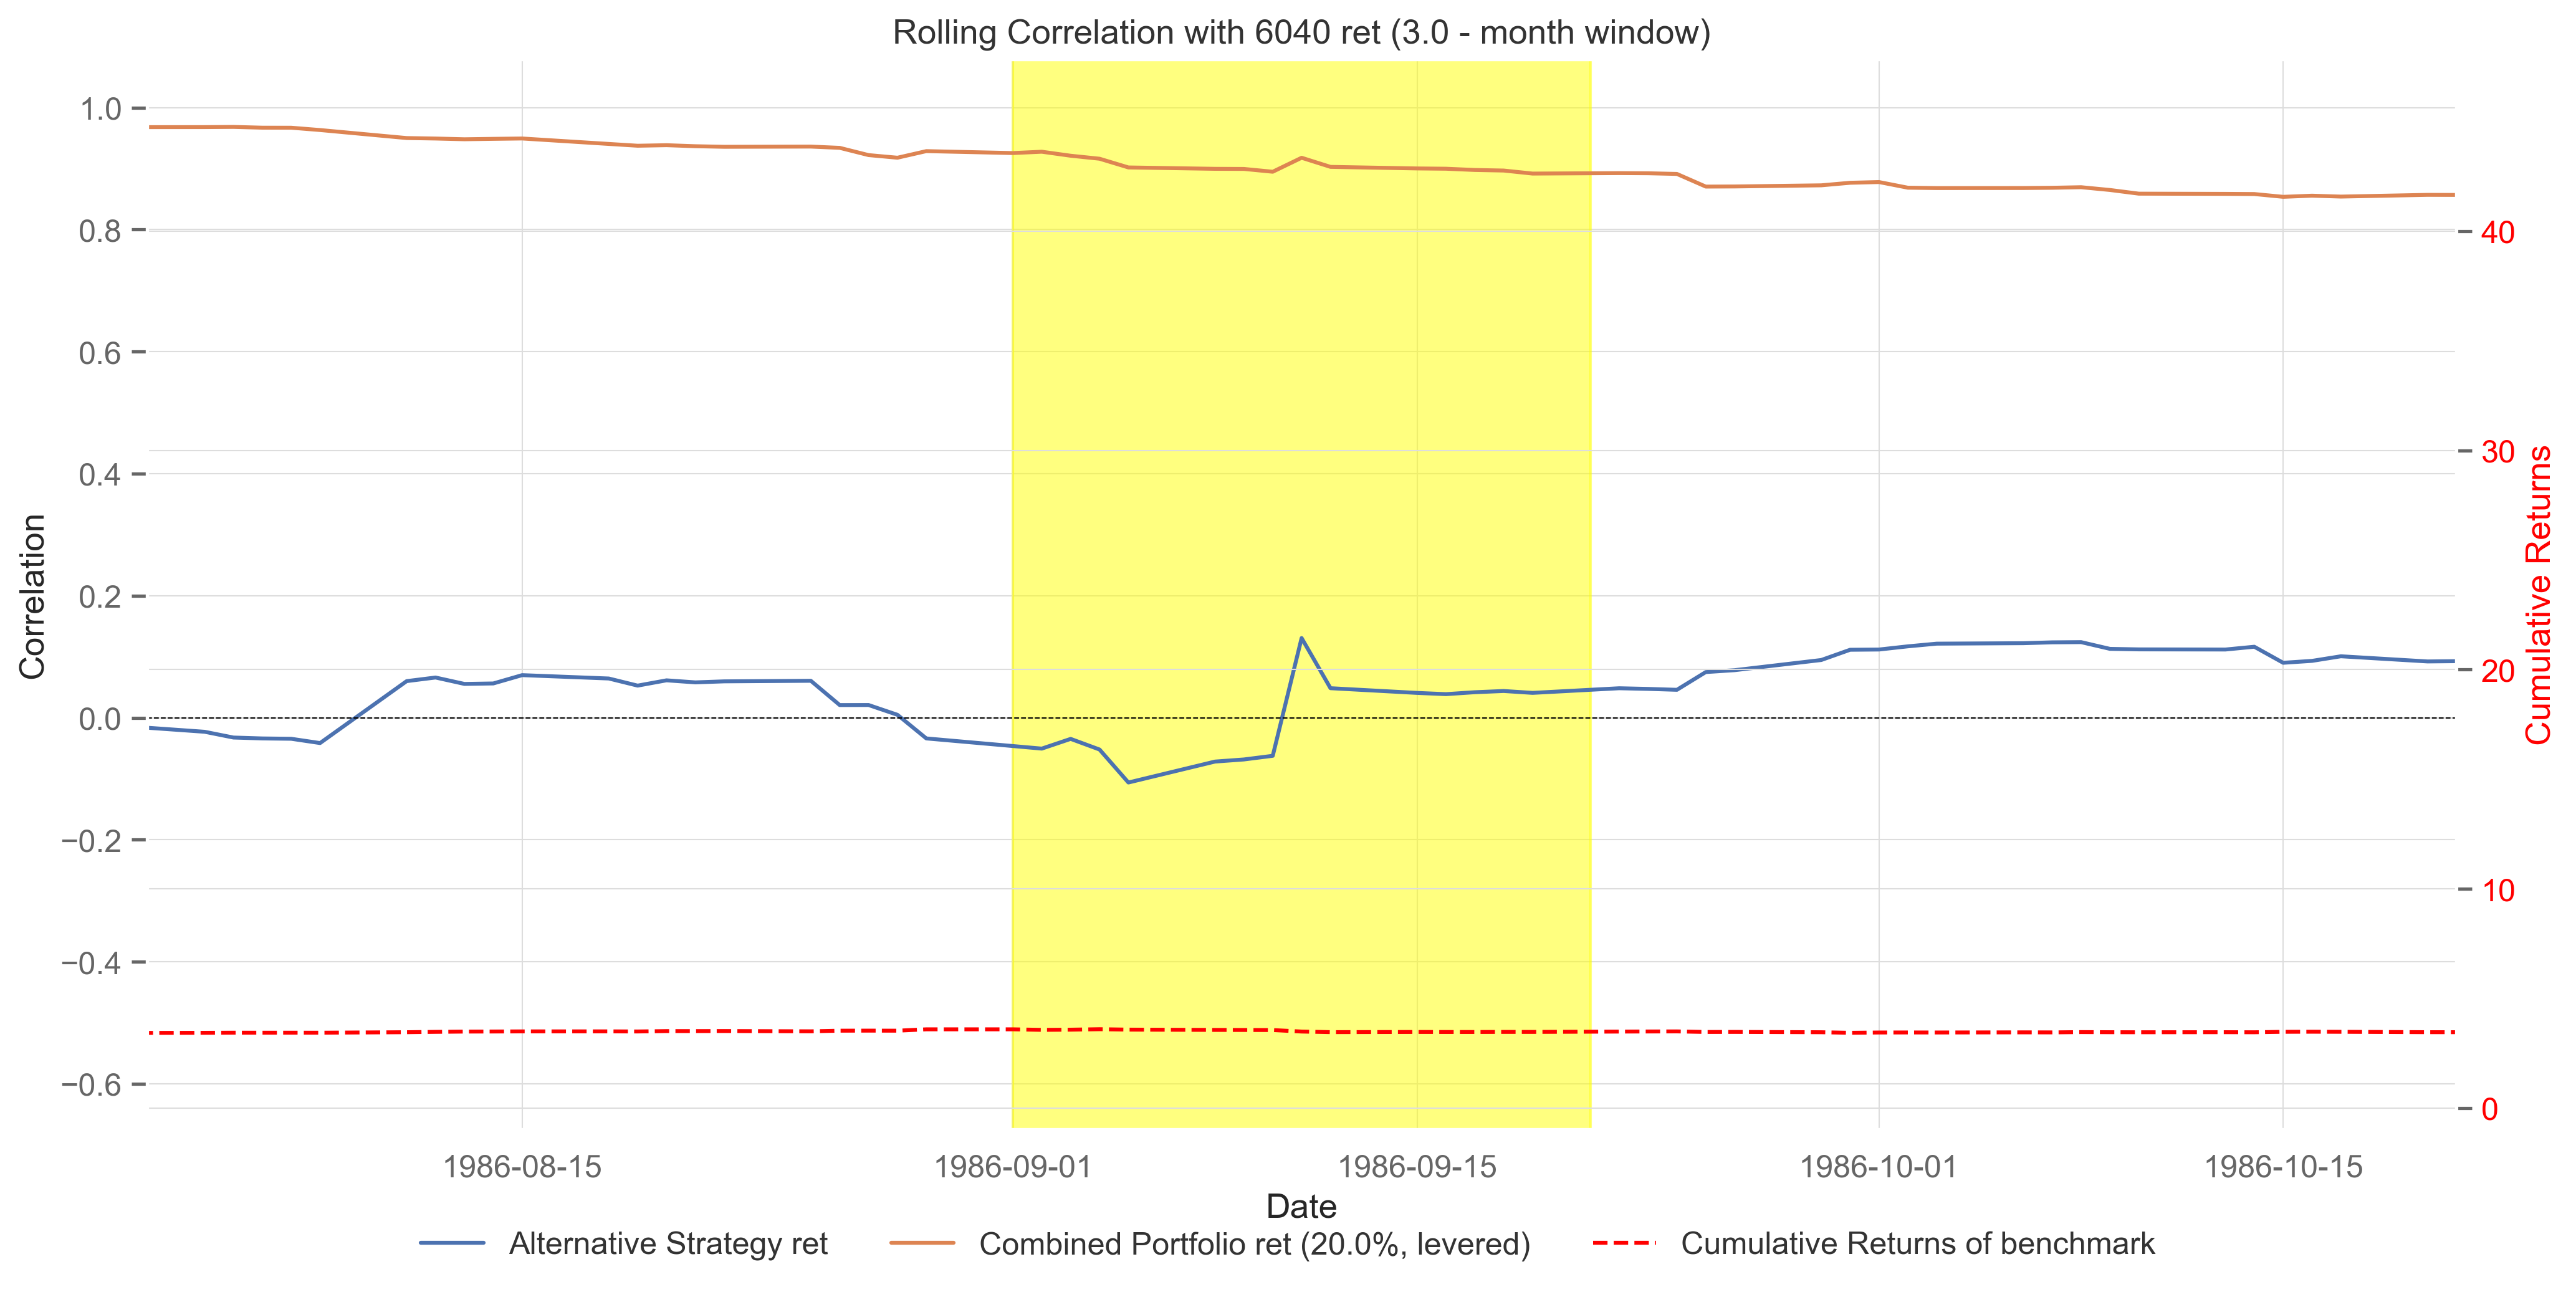 Rolling Correlation with 6040 ret (3.0 - month window)
1.0
0.8
0.6
0.4
0.2
0.0
−0.2
−0.4
−0.6
Correlation
40
30
20
10
0
Cumulative Returns
1986-08-15 1986-09-01 1986-09-15 1986-10-01 1986-10-15
Date
Alternative Strategy ret Combined Portfolio ret (20.0%, levered) Cumulative Returns of benchmark